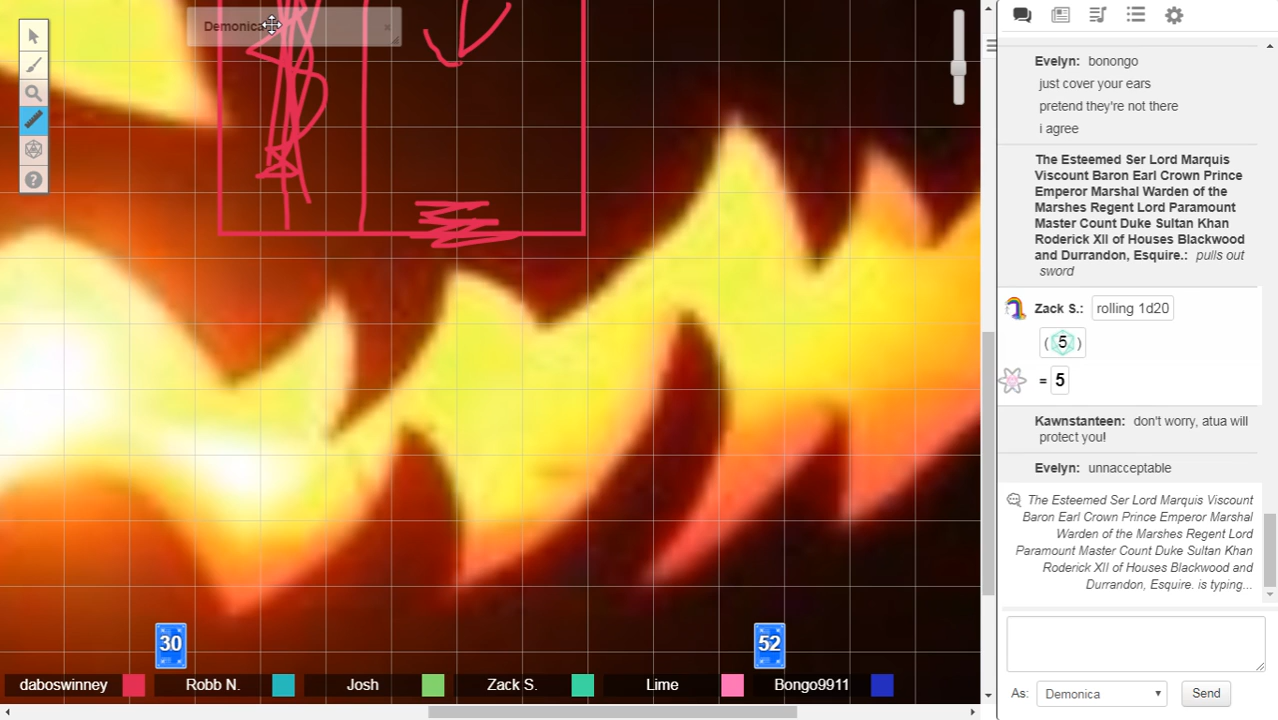 Demonica
×
Evelyn: bonongo
just cover your ears
pretend they're not there
i agree
The Esteemed Ser Lord Marquis
Viscount Baron Earl Crown Prince
Emperor Marshal Warden of the
Marshes Regent Lord Paramount
Master Count Duke Sultan Khan
Roderick XII of Houses Blackwood
and Durrandon, Esquire.: pulls out
sword
Zack S.: rolling 1d20
(5)
= 5
Kawnstanteen: don't worry, atua will
protect you!
Evelyn: unnacceptable
The Esteemed Ser Lord Marquis Viscount
Baron Earl Crown Prince Emperor Marshal
Warden of the Marshes Regent Lord
Paramount Master Count Duke Sultan Khan
Roderick XII of Houses Blackwood and
Durrandon, Esquire. is typing...
30 52
daboswinney Robb N. Josh Zack S. Lime Bongo9911
As: Demonica Send